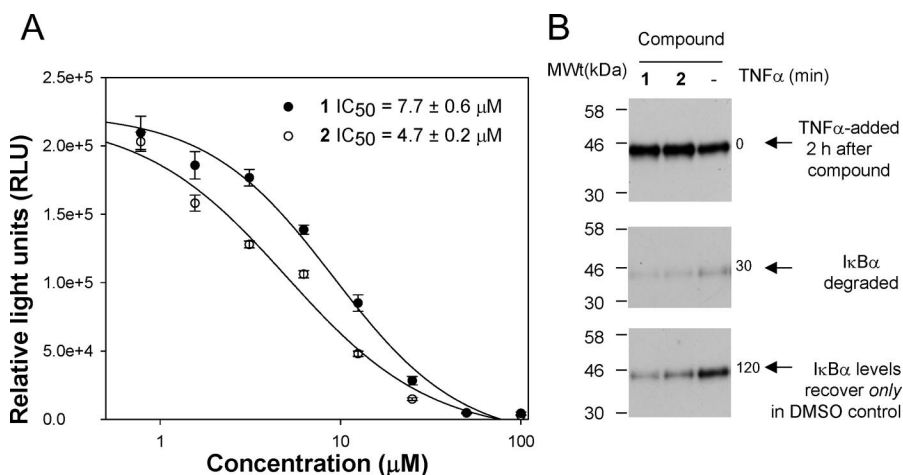 A
2.5e+5
2.0e+5
1.5e+5
1.0e+5
5.0e+4
0.0
Relative light units (RLU)
1 IC50 = 7.7 ± 0.6 μM
2 IC50 = 4.7 ± 0.2 μM
1 10 100
Concentration (μM)
B
Compound
MWt(kDa) 1 2 - TNFα (min)
58
46
30
0
TNFα-added
2 h after
compound
58
46
30
30
IκBα
degraded
58
46
30
120
IκBα levels
recover only
in DMSO control